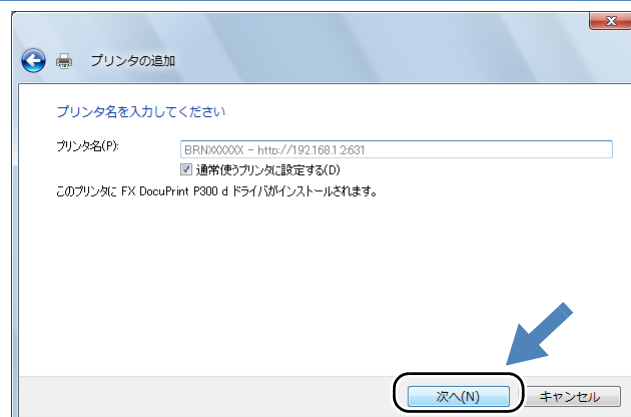 プリンタの追加
プリンタ名を入力してください
プリンタ名(P): BRNXXXXXX - http://192.168.1.2:631
通常使うプリンタに設定する(D)
このプリンタに FX DocuPrint P300 d ドライバがインストールされます。
次へ(N) キャンセル